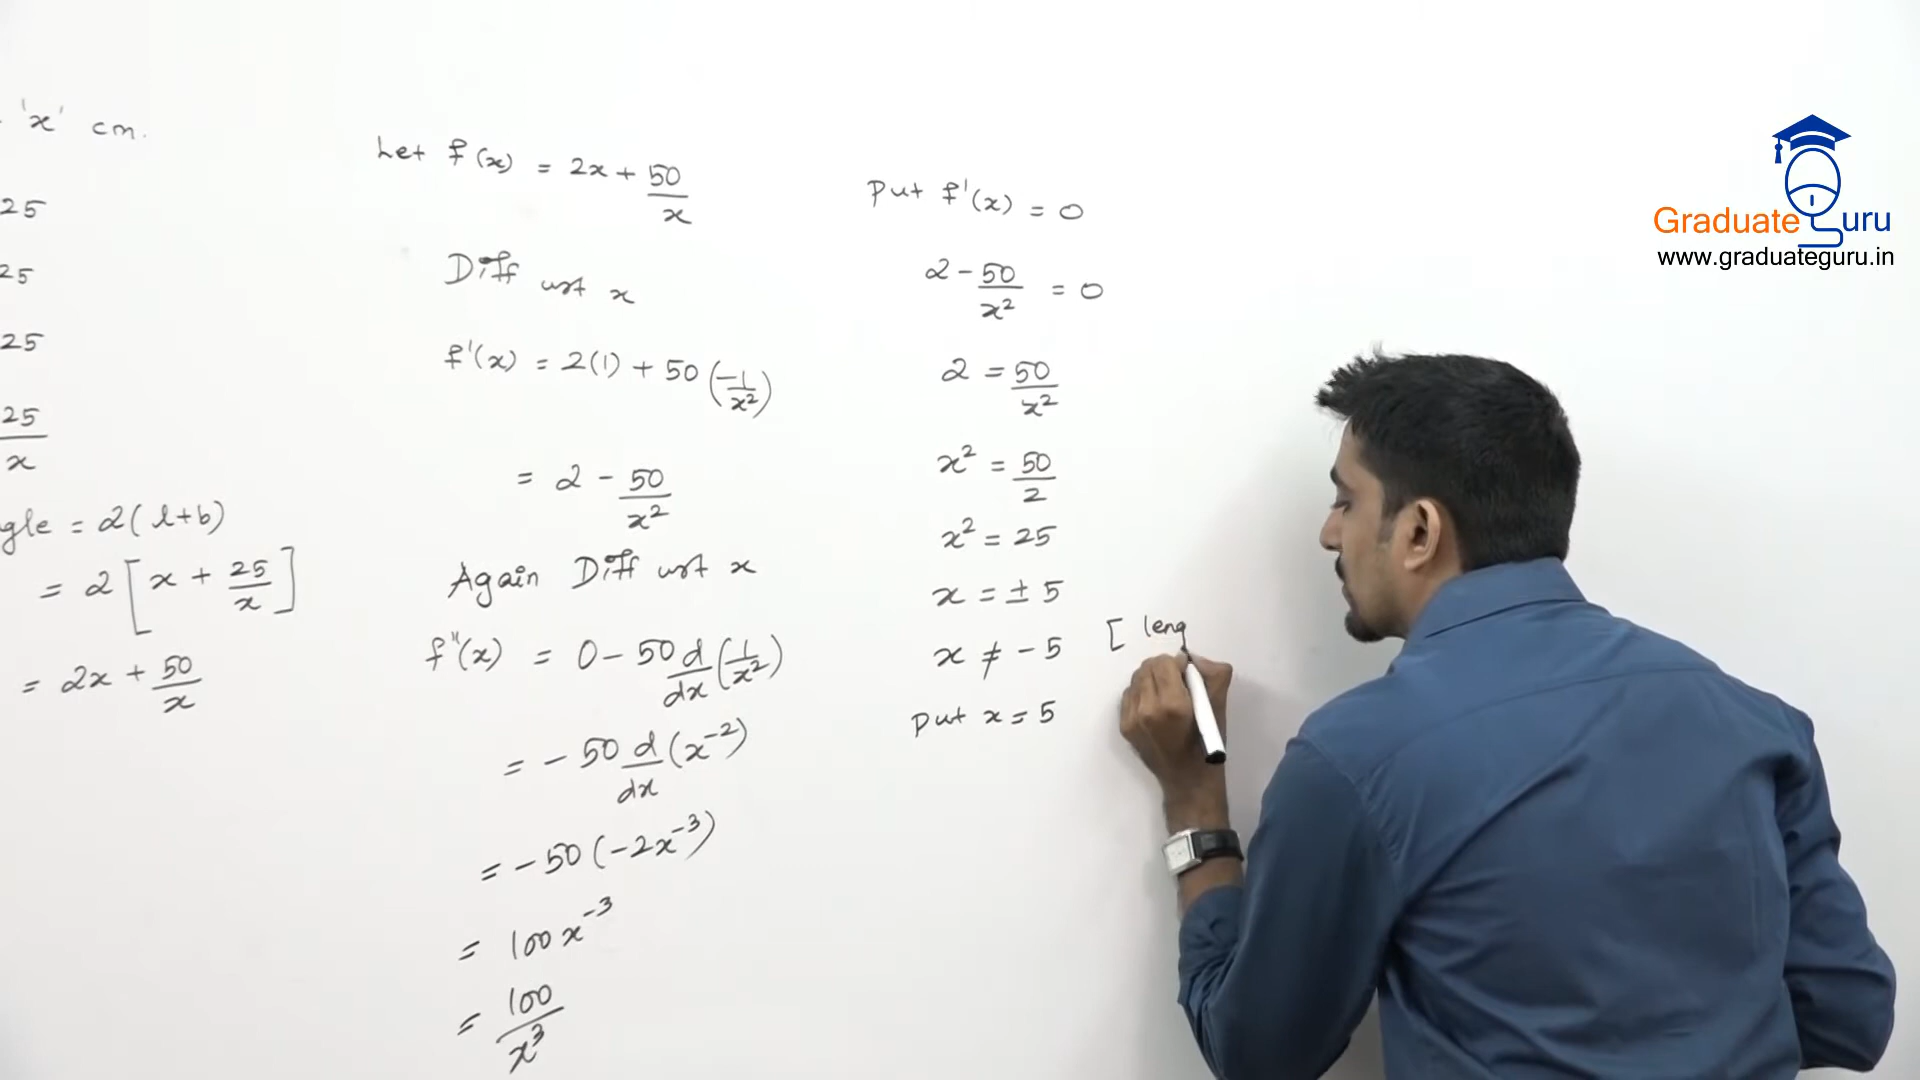 'x' cm.
25
25
25
25/x
ngle = 2(l+b)
= 2[x + 25/x]
= 2x + 50/x
Let f(x) = 2x + 50/x
Diff wrt x
f'(x) = 2(1) + 50(-1/x²)
= 2 - 50/x²
Again Diff wrt x
f''(x) = 0 - 50 d/dx (1/x²)
= - 50 d/dx (x⁻²)
= - 50 (-2x⁻³)
= 100x⁻³
= 100/x³
Put f'(x) = 0
2 - 50/x² = 0
2 = 50/x²
x² = 50/2
x² = 25
x = ± 5
x ≠ - 5 [ leng
Put x = 5
GraduateGuru
www.graduateguru.in